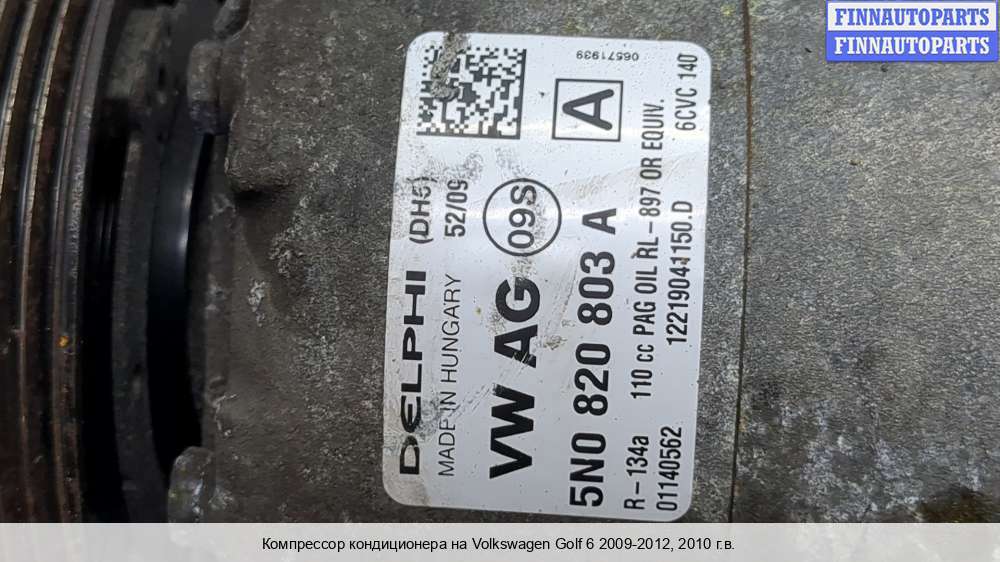 FINNAUTOPARTS
FINNAUTOPARTS
06571939
A
DELPHI (DH5)
MADE IN HUNGARY 52/09
VW AG 09S
5N0 820 803 A
R-134a 110 cc PAG OIL RL-897 OR EQUIV.
01140562 12219041150.D 6CVC 140
Компрессор кондиционера на Volkswagen Golf 6 2009-2012, 2010 г.в.